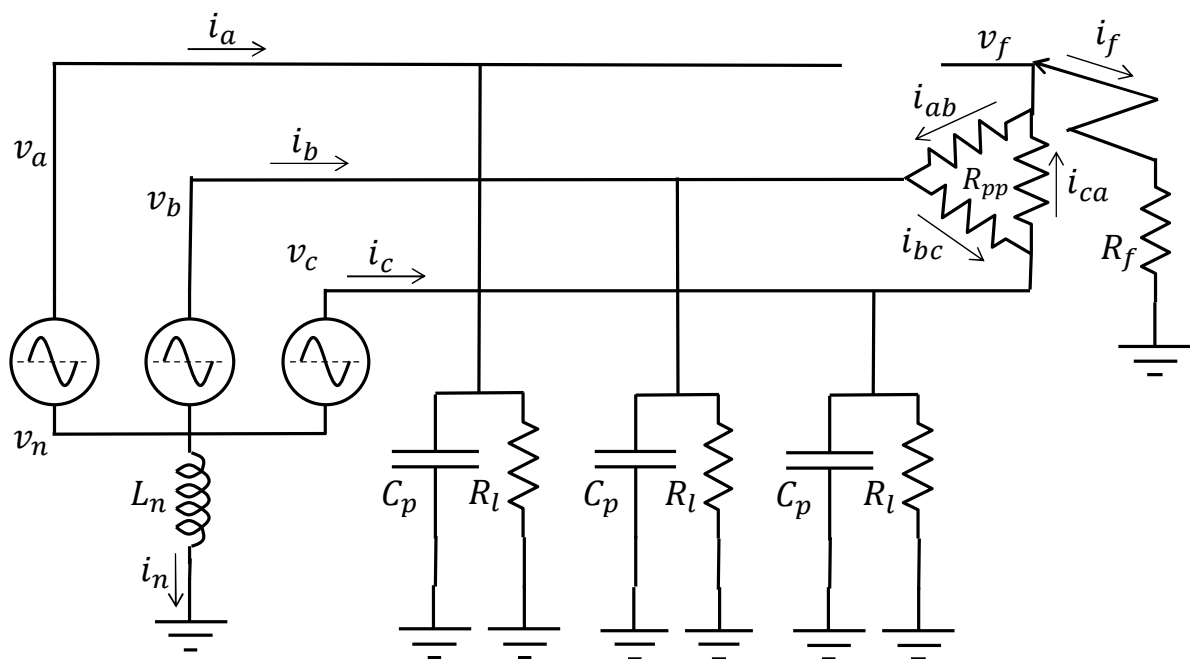 i_a
v_f
i_f
i_ab
v_a
i_b
R_pp
i_ca
v_b
i_bc
R_f
v_c
i_c
v_n
L_n
C_p
R_l
C_p
R_l
C_p
R_l
i_n